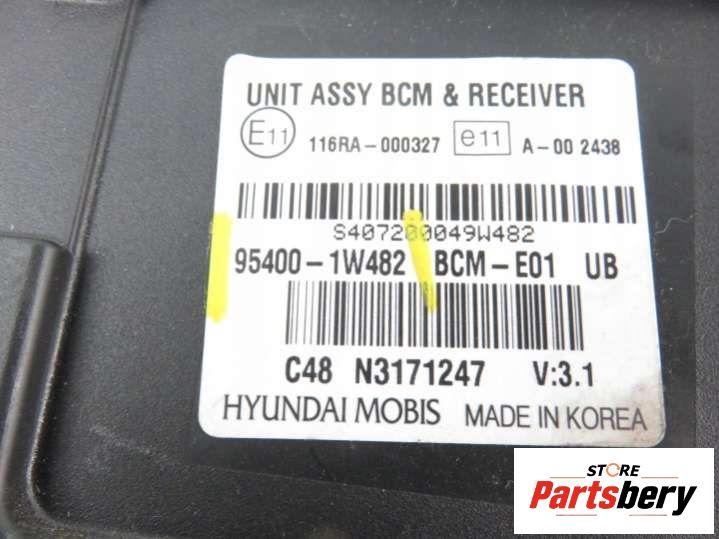 UNIT ASSY BCM & RECEIVER
E11 116RA-000327 e11 A-00 2438
S407200049W482
95400-1W482 BCM-E01 UB
C48 N3171247 V:3.1
HYUNDAI MOBIS MADE IN KOREA
STORE
Partsbery